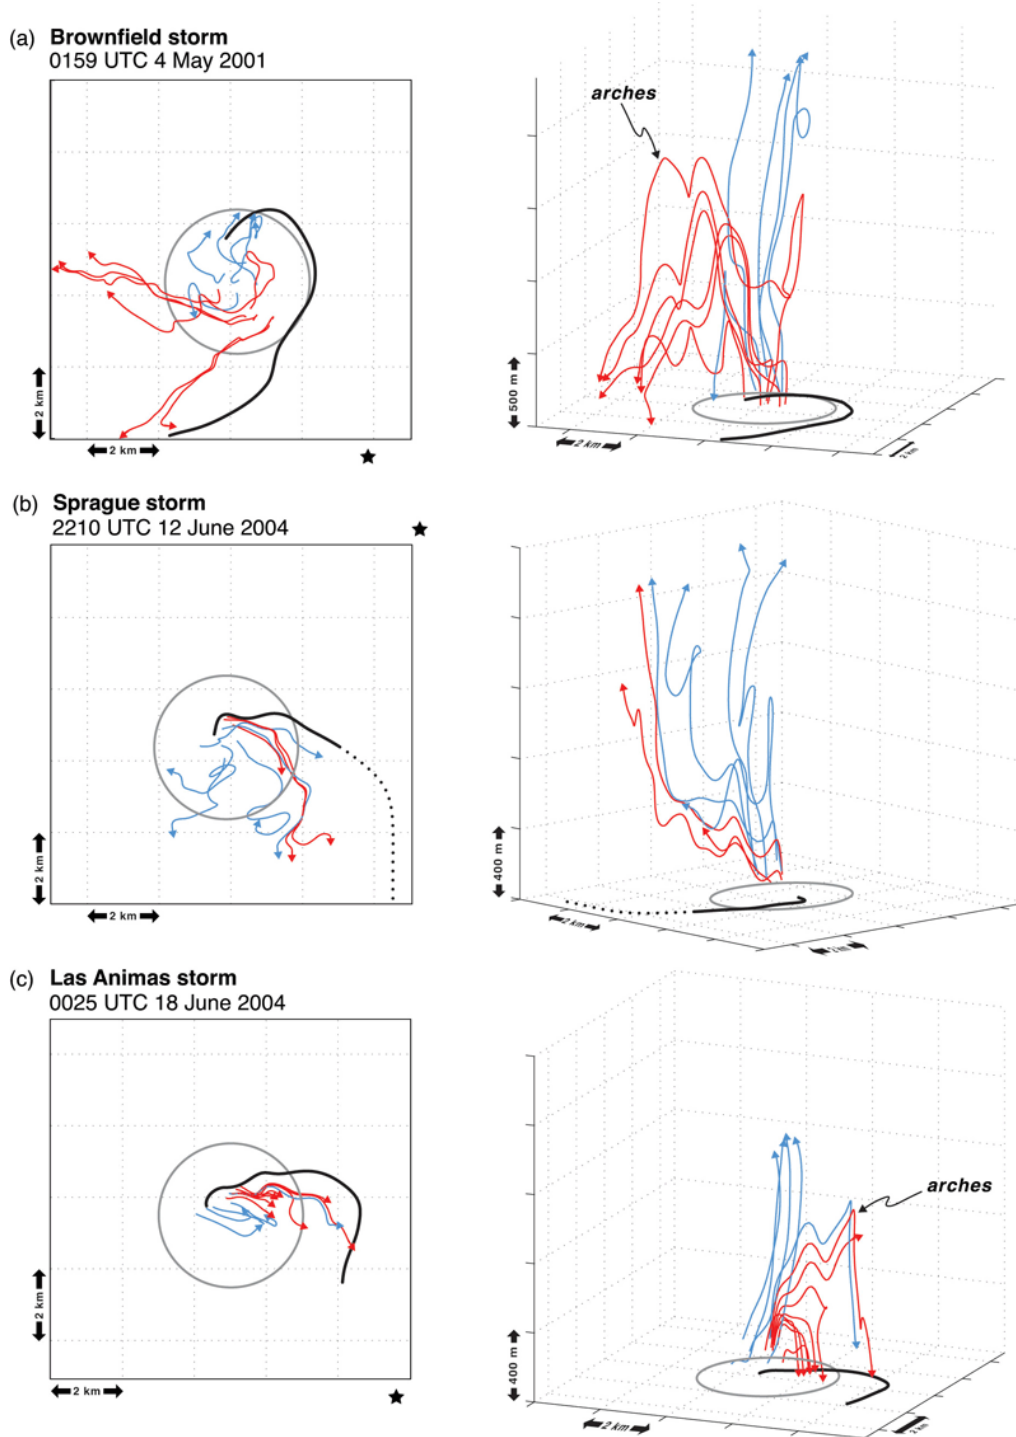 (a) Brownfield storm
0159 UTC 4 May 2001
arches
2 km
2 km
500 m
2 km
2 km
(b) Sprague storm
2210 UTC 12 June 2004
2 km
2 km
400 m
2 km
2 km
(c) Las Animas storm
0025 UTC 18 June 2004
arches
2 km
2 km
400 m
2 km
2 km